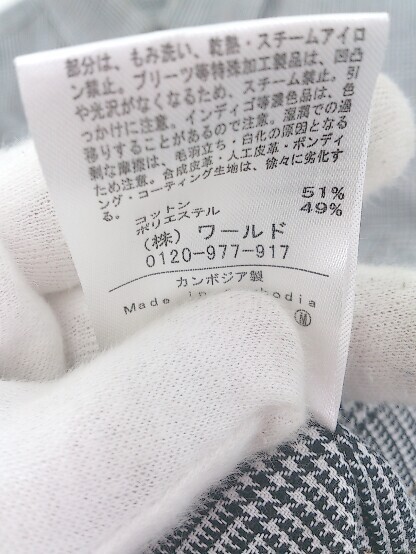 部分は、もみ洗い、乾熱・スチームアイロ
ン禁止。プリーツ等特殊加工製品は、凹凸
や光沢がなくなるため、スチーム禁止。引
っかけに注意。インディゴ等濃色品は、色
移りすることがあるので注意。湿潤での過
剰な摩擦は、毛羽立ち・白化の原因となる
ため注意。合成皮革・人工皮革・ボンディ
ング・コーティング生地は、徐々に劣化す
る。
コットン 51%
ポリエステル 49%
(株) ワールド
0120-977-917
カンボジア製
Made in Cambodia
M